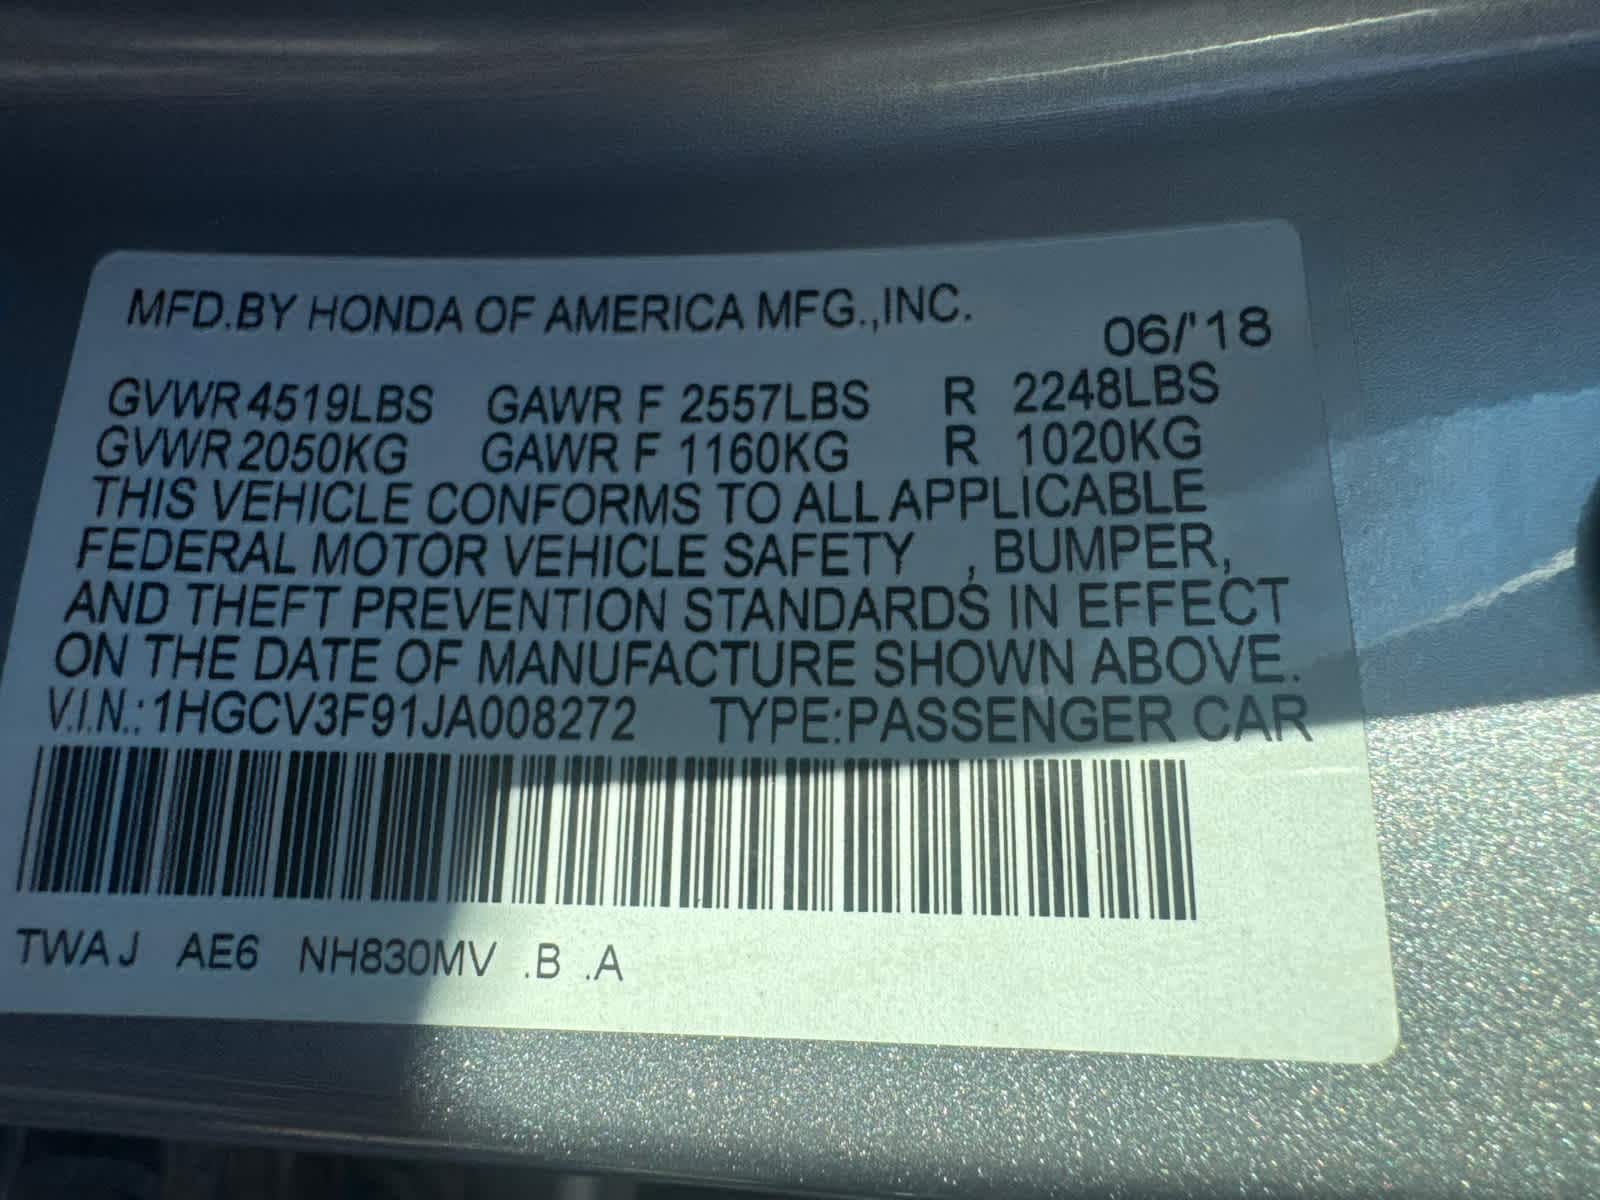 MFD.BY HONDA OF AMERICA MFG.,INC.
06/'18
GVWR 4519LBS GAWR F 2557LBS R 2248LBS
GVWR 2050KG GAWR F 1160KG R 1020KG
THIS VEHICLE CONFORMS TO ALL APPLICABLE
FEDERAL MOTOR VEHICLE SAFETY , BUMPER,
AND THEFT PREVENTION STANDARDS IN EFFECT
ON THE DATE OF MANUFACTURE SHOWN ABOVE.
V.I.N.: 1HGCV3F91JA008272 TYPE:PASSENGER CAR
TWAJ AE6 NH830MV .B .A